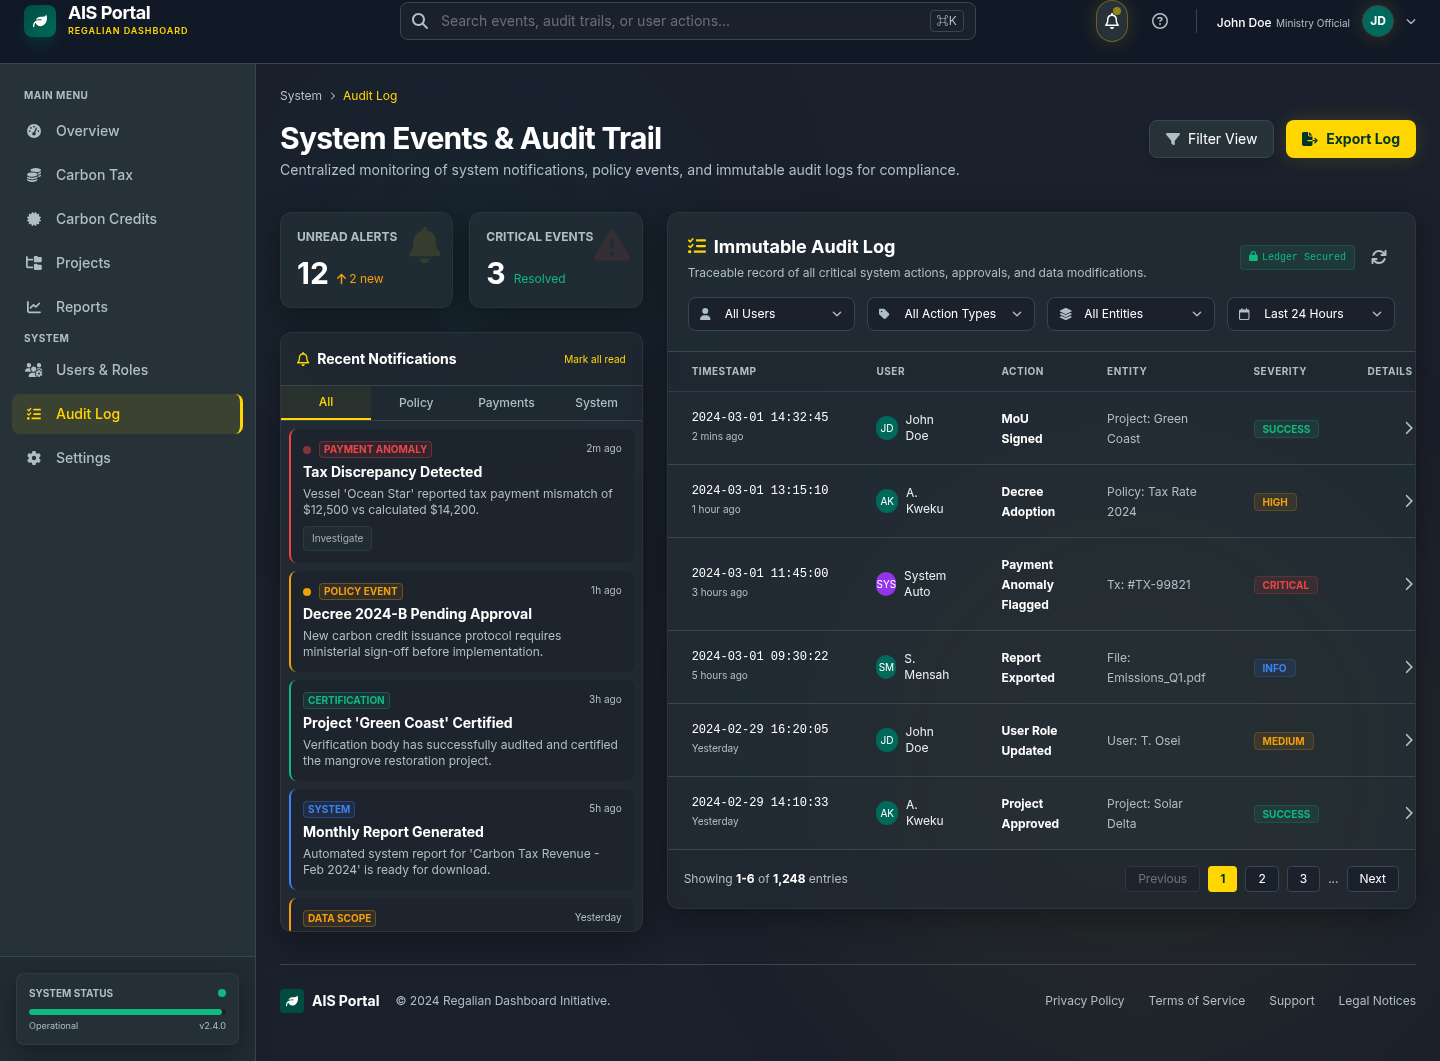 AIS Portal
REGALIAN DASHBOARD
Search events, audit trails, or user actions...
⌘K
John Doe Ministry Official
JD
MAIN MENU
Overview
Carbon Tax
Carbon Credits
Projects
Reports
SYSTEM
Users & Roles
Audit Log
Settings
SYSTEM STATUS
Operational v2.4.0
System > Audit Log
System Events & Audit Trail
Centralized monitoring of system notifications, policy events, and immutable audit logs for compliance.
Filter View
Export Log
UNREAD ALERTS
12 2 new
CRITICAL EVENTS
3 Resolved
Recent Notifications Mark all read
All Policy Payments System
PAYMENT ANOMALY 2m ago
Tax Discrepancy Detected
Vessel 'Ocean Star' reported tax payment mismatch of
$12,500 vs calculated $14,200.
Investigate
POLICY EVENT 1h ago
Decree 2024-B Pending Approval
New carbon credit issuance protocol requires
ministerial sign-off before implementation.
CERTIFICATION 3h ago
Project 'Green Coast' Certified
Verification body has successfully audited and certified
the mangrove restoration project.
SYSTEM 5h ago
Monthly Report Generated
Automated system report for 'Carbon Tax Revenue -
Feb 2024' is ready for download.
DATA SCOPE Yesterday
Immutable Audit Log
Traceable record of all critical system actions, approvals, and data modifications.
Ledger Secured
All Users All Action Types All Entities Last 24 Hours
TIMESTAMP USER ACTION ENTITY SEVERITY DETAILS
2024-03-01 14:32:45
2 mins ago
JD John
Doe
MoU
Signed
Project: Green
Coast
SUCCESS
2024-03-01 13:15:10
1 hour ago
AK A.
Kweku
Decree
Adoption
Policy: Tax Rate
2024
HIGH
2024-03-01 11:45:00
3 hours ago
SYS System
Auto
Payment
Anomaly
Flagged
Tx: #TX-99821
CRITICAL
2024-03-01 09:30:22
5 hours ago
SM S.
Mensah
Report
Exported
File:
Emissions_Q1.pdf
INFO
2024-02-29 16:20:05
Yesterday
JD John
Doe
User Role
Updated
User: T. Osei
MEDIUM
2024-02-29 14:10:33
Yesterday
AK A.
Kweku
Project
Approved
Project: Solar
Delta
SUCCESS
Showing 1-6 of 1,248 entries
Previous 1 2 3 ... Next
AIS Portal © 2024 Regalian Dashboard Initiative.
Privacy Policy Terms of Service Support Legal Notices